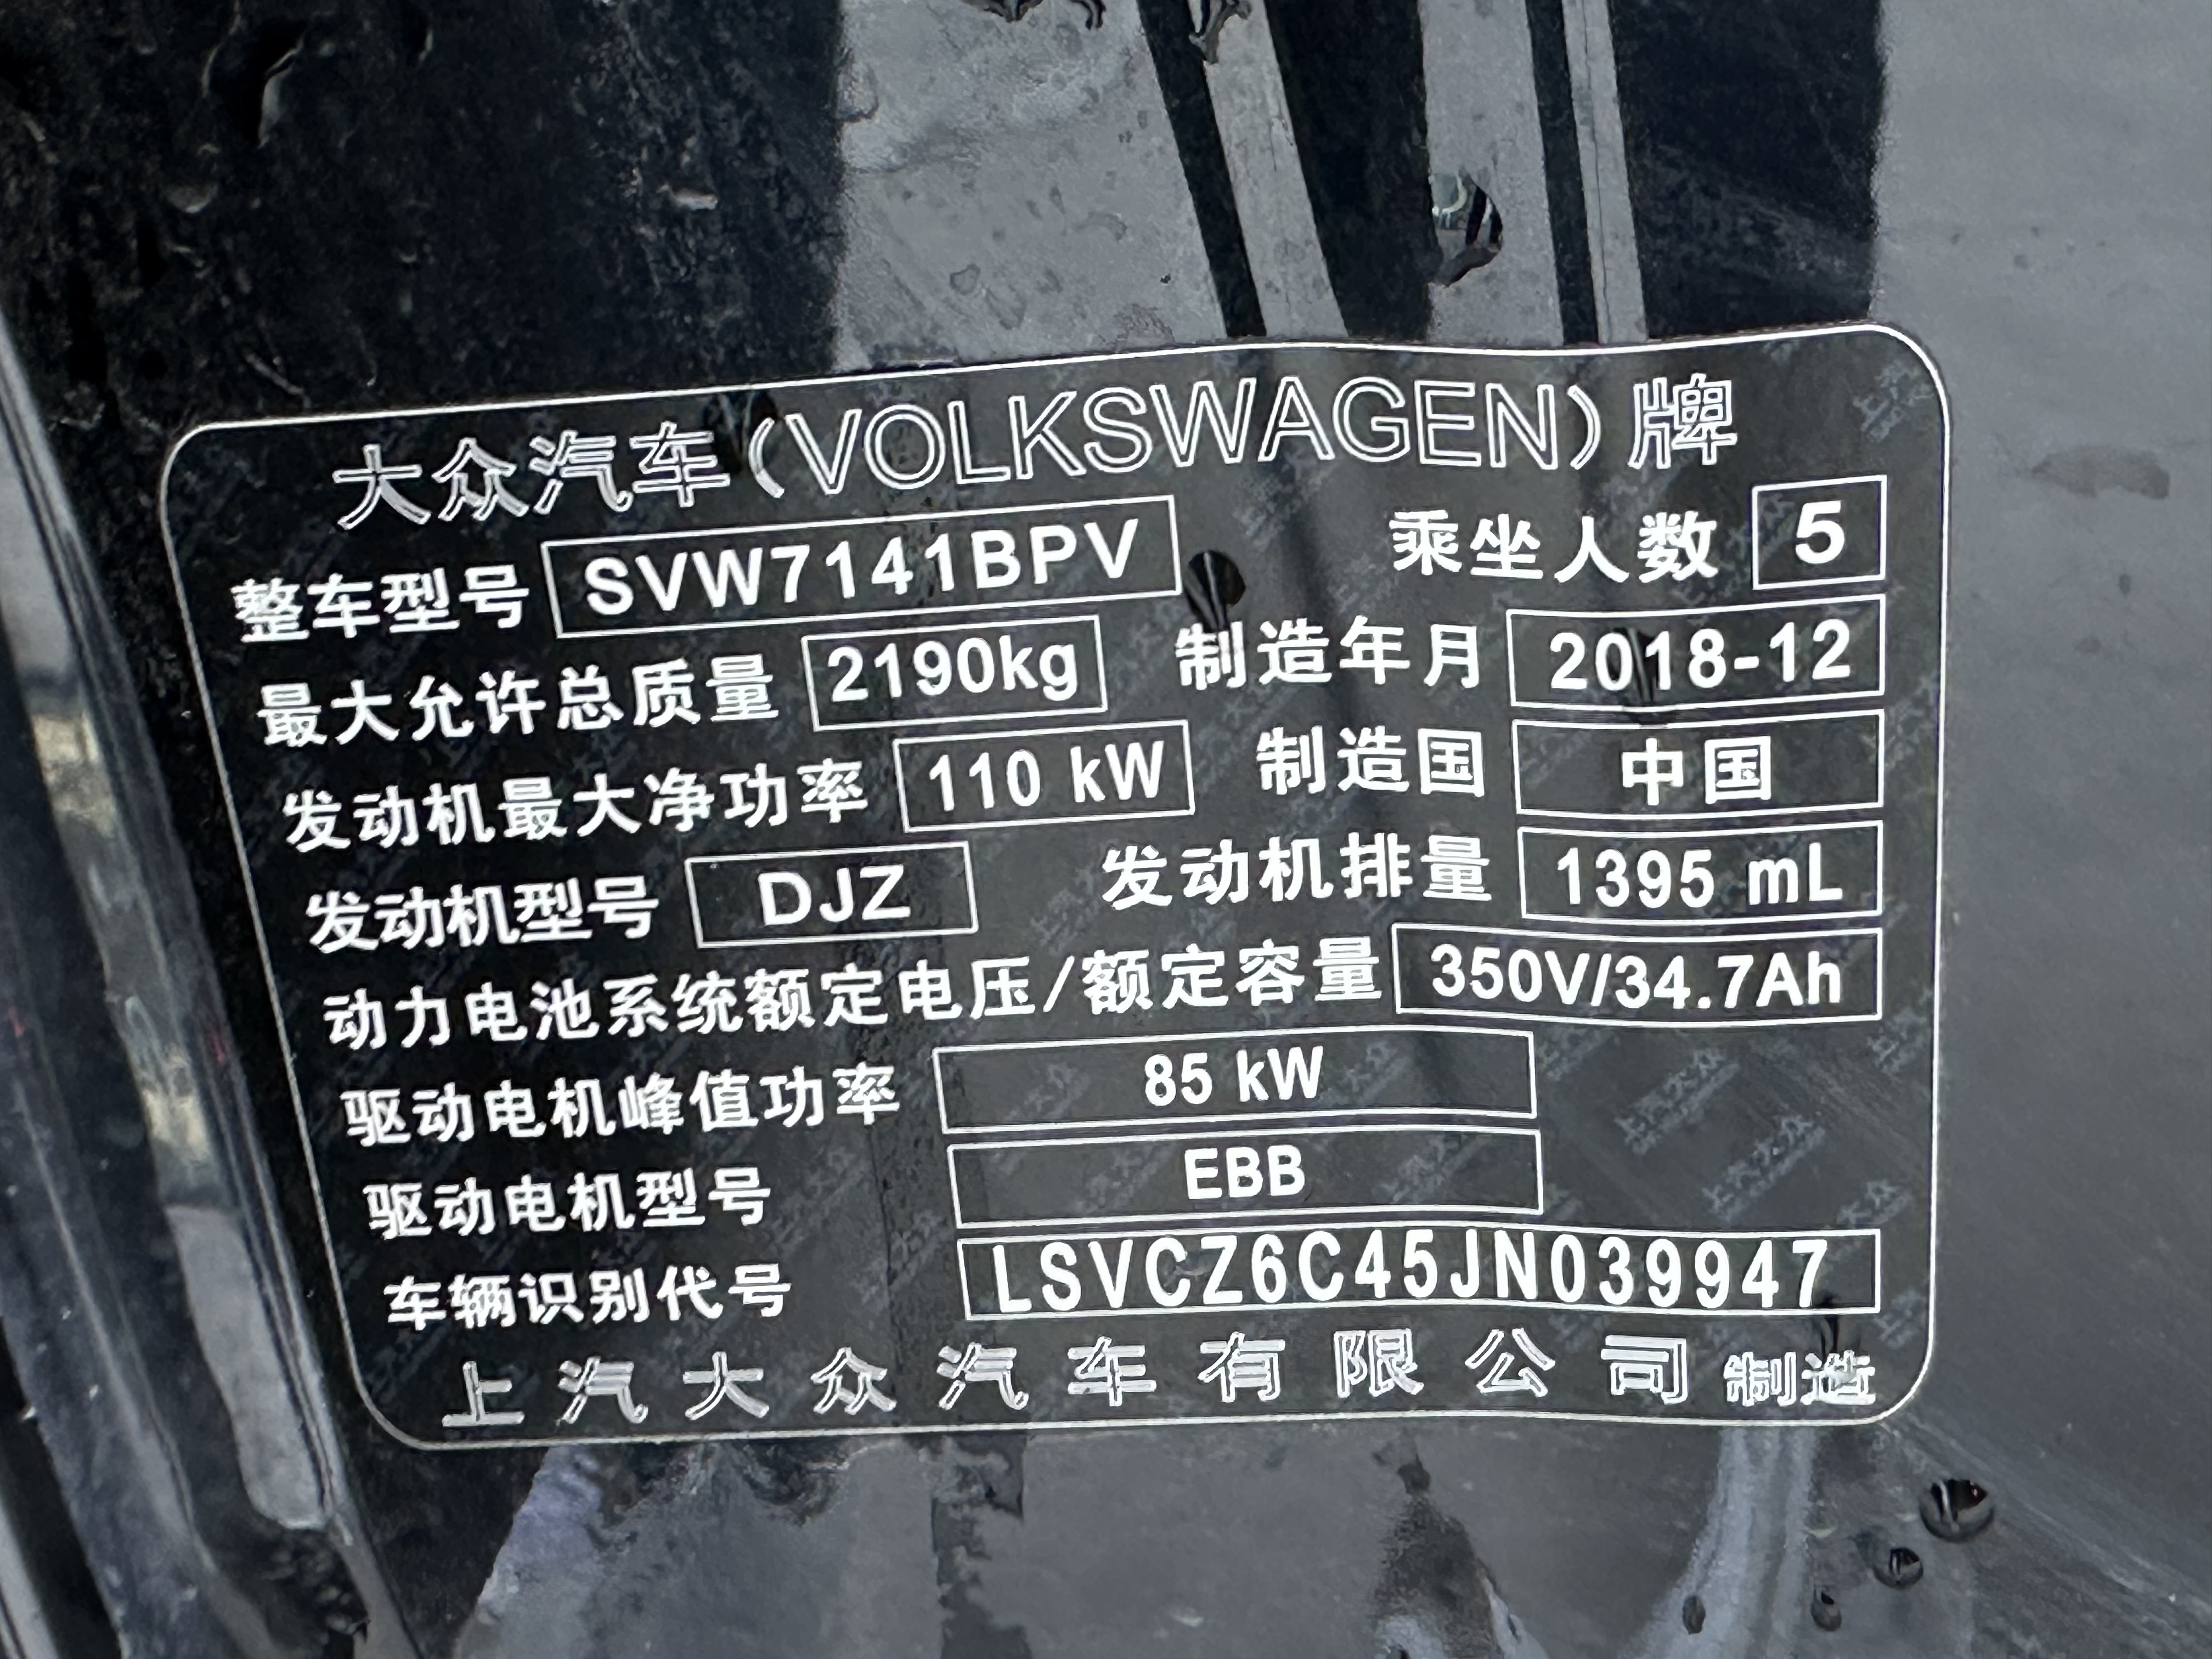 大众汽车(VOLKSWAGEN)牌
整车型号 SVW7141BPV 乘坐人数 5
最大允许总质量 2190kg 制造年月 2018-12
发动机最大净功率 110 kW 制造国 中国
发动机型号 DJZ 发动机排量 1395 mL
动力电池系统额定电压/额定容量 350V/34.7Ah
驱动电机峰值功率 85 kW
驱动电机型号 EBB
车辆识别代号 LSVCZ6C45JN039947
上汽大众汽车有限公司 制造